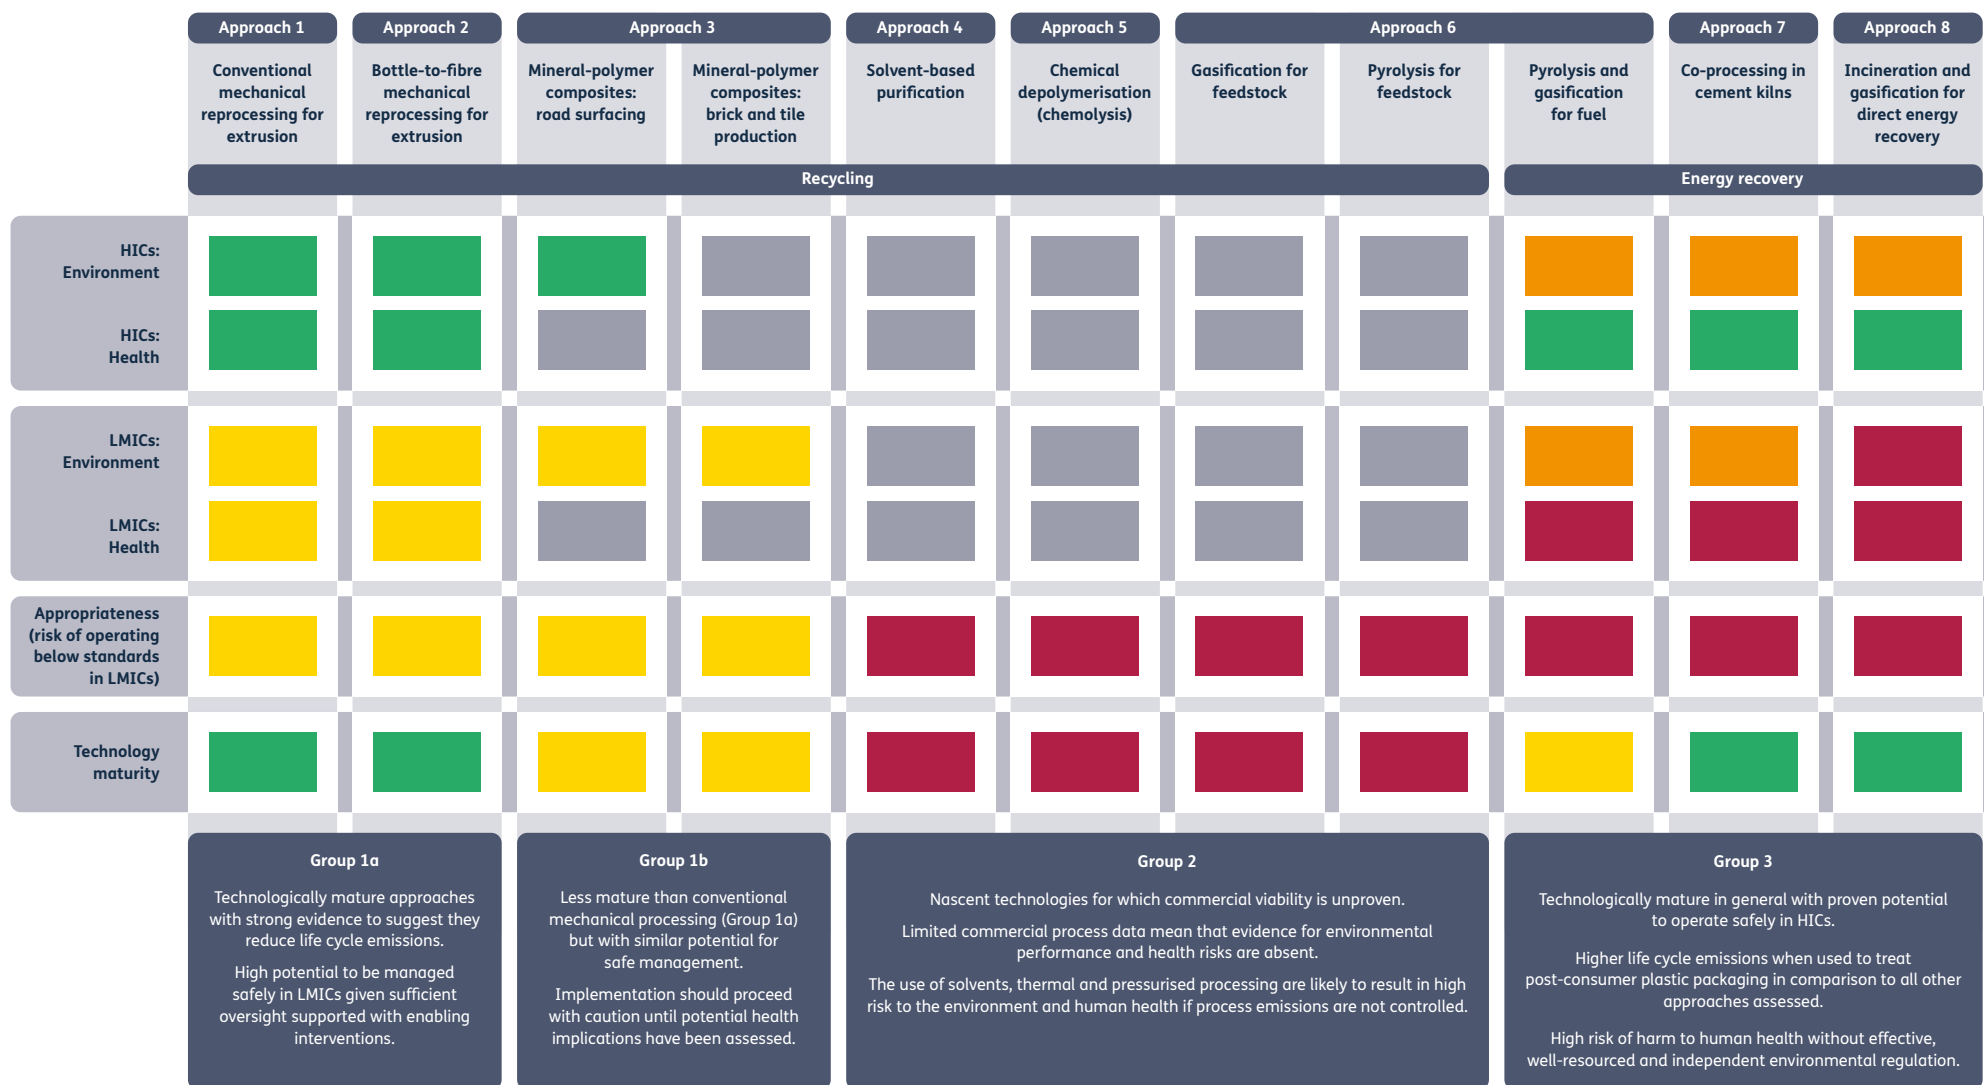 Approach 1
Approach 2
Approach 3
Approach 4
Approach 5
Approach 6
Approach 7
Approach 8
Conventional
mechanical
reprocessing for
extrusion
Bottle-to-fibre
mechanical
reprocessing for
extrusion
Mineral-polymer
composites:
road surfacing
Mineral-polymer
composites:
brick and tile
production
Solvent-based
purification
Chemical
depolymerisation
(chemolysis)
Gasification for
feedstock
Pyrolysis for
feedstock
Pyrolysis and
gasification
for fuel
Co-processing in
cement kilns
Incineration and
gasification for
direct energy
recovery
Recycling
Energy recovery
HICs:
Environment
HICs:
Health
LMICs:
Environment
LMICs:
Health
Appropriateness
(risk of operating
below standards
in LMICs)
Technology
maturity
Group 1a
Technologically mature approaches
with strong evidence to suggest they
reduce life cycle emissions.
High potential to be managed
safely in LMICs given sufficient
oversight supported with enabling
interventions.
Group 1b
Less mature than conventional
mechanical processing (Group 1a)
but with similar potential for
safe management.
Implementation should proceed
with caution until potential health
implications have been assessed.
Group 2
Nascent technologies for which commercial viability is unproven.
Limited commercial process data mean that evidence for environmental
performance and health risks are absent.
The use of solvents, thermal and pressurised processing are likely to result in high
risk to the environment and human health if process emissions are not controlled.
Group 3
Technologically mature in general with proven potential
to operate safely in HICs.
Higher life cycle emissions when used to treat
post-consumer plastic packaging in comparison to all other
approaches assessed.
High risk of harm to human health without effective,
well-resourced and independent environmental regulation.